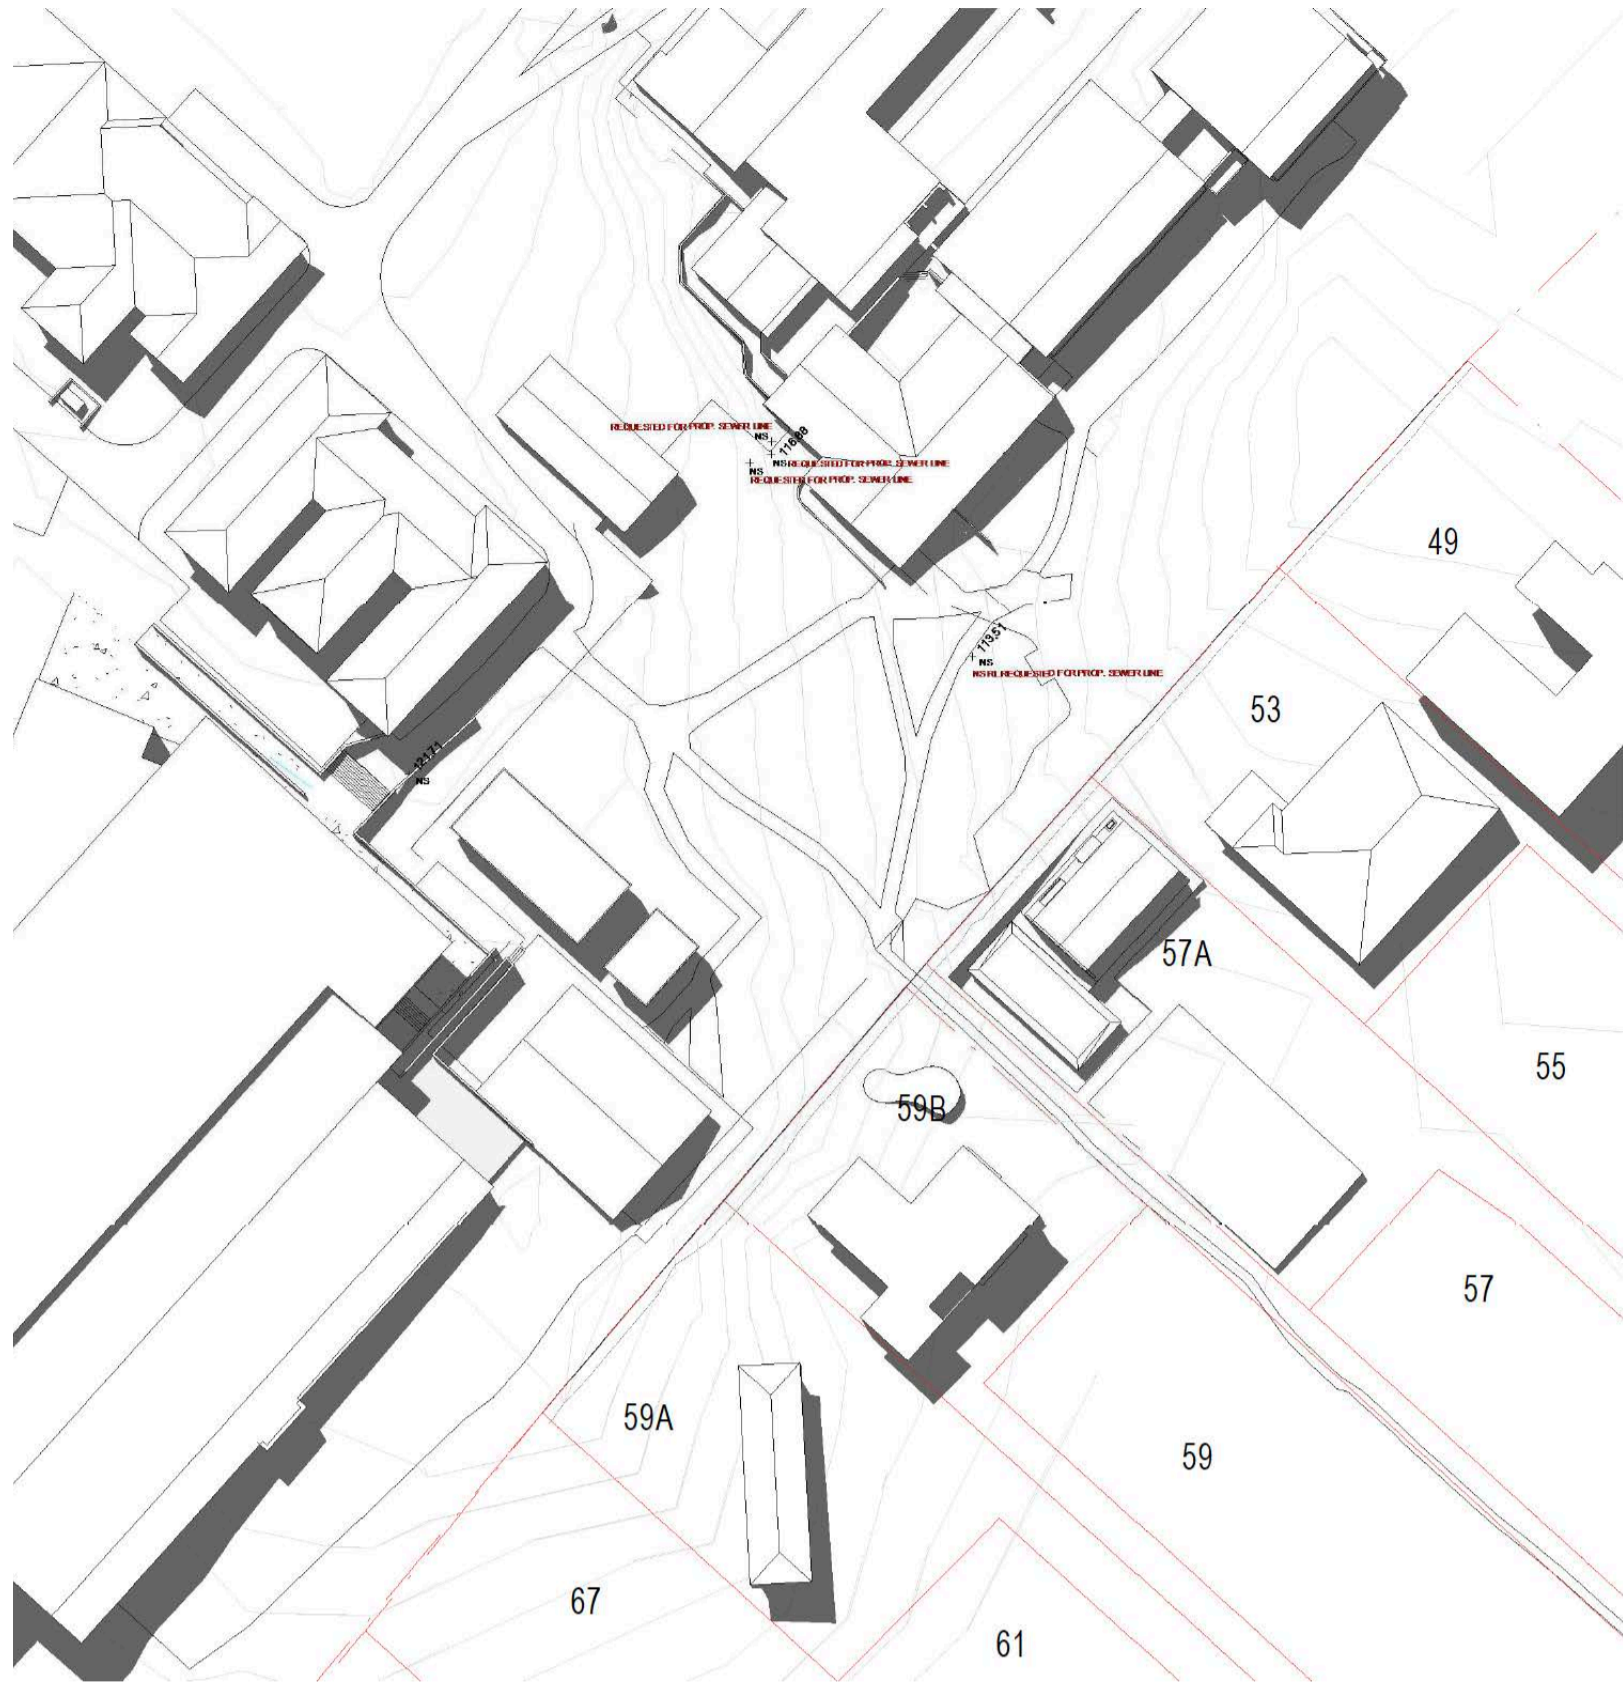 REQUESTED FOR PROP. SEWER LINE
NS
116.88
NS REQUESTED FOR PROP. SEWER LINE
NS
REQUESTED FOR PROP. SEWER LINE
49
113.51
NS
NS RL REQUESTED FOR PROP. SEWER LINE
53
121.71
NS
57A
55
59B
57
59A
59
67
61